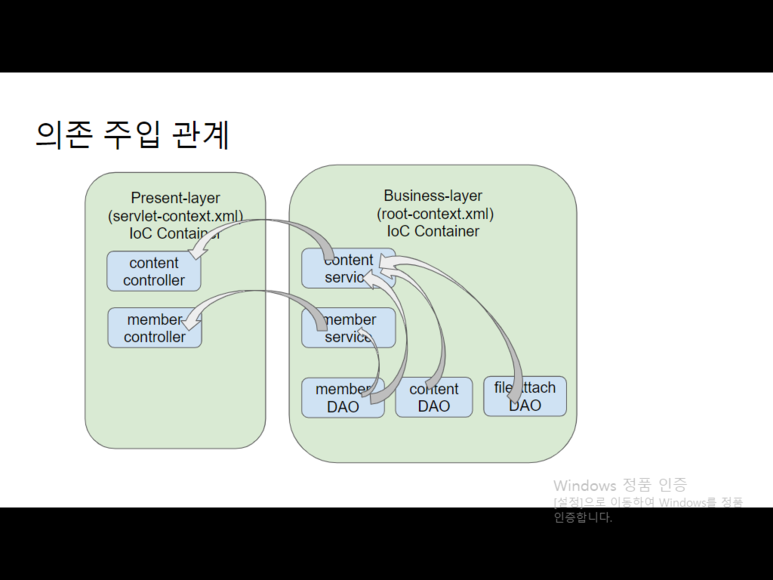 의존 주입 관계
Present-layer
(servlet-context.xml)
IoC Container
Business-layer
(root-context.xml)
IoC Container
content
controller
member
controller
content
service
member
service
member
DAO
content
DAO
file attach
DAO
Windows 정품 인증
[설정]으로 이동하여 Windows를 정품
인증합니다.